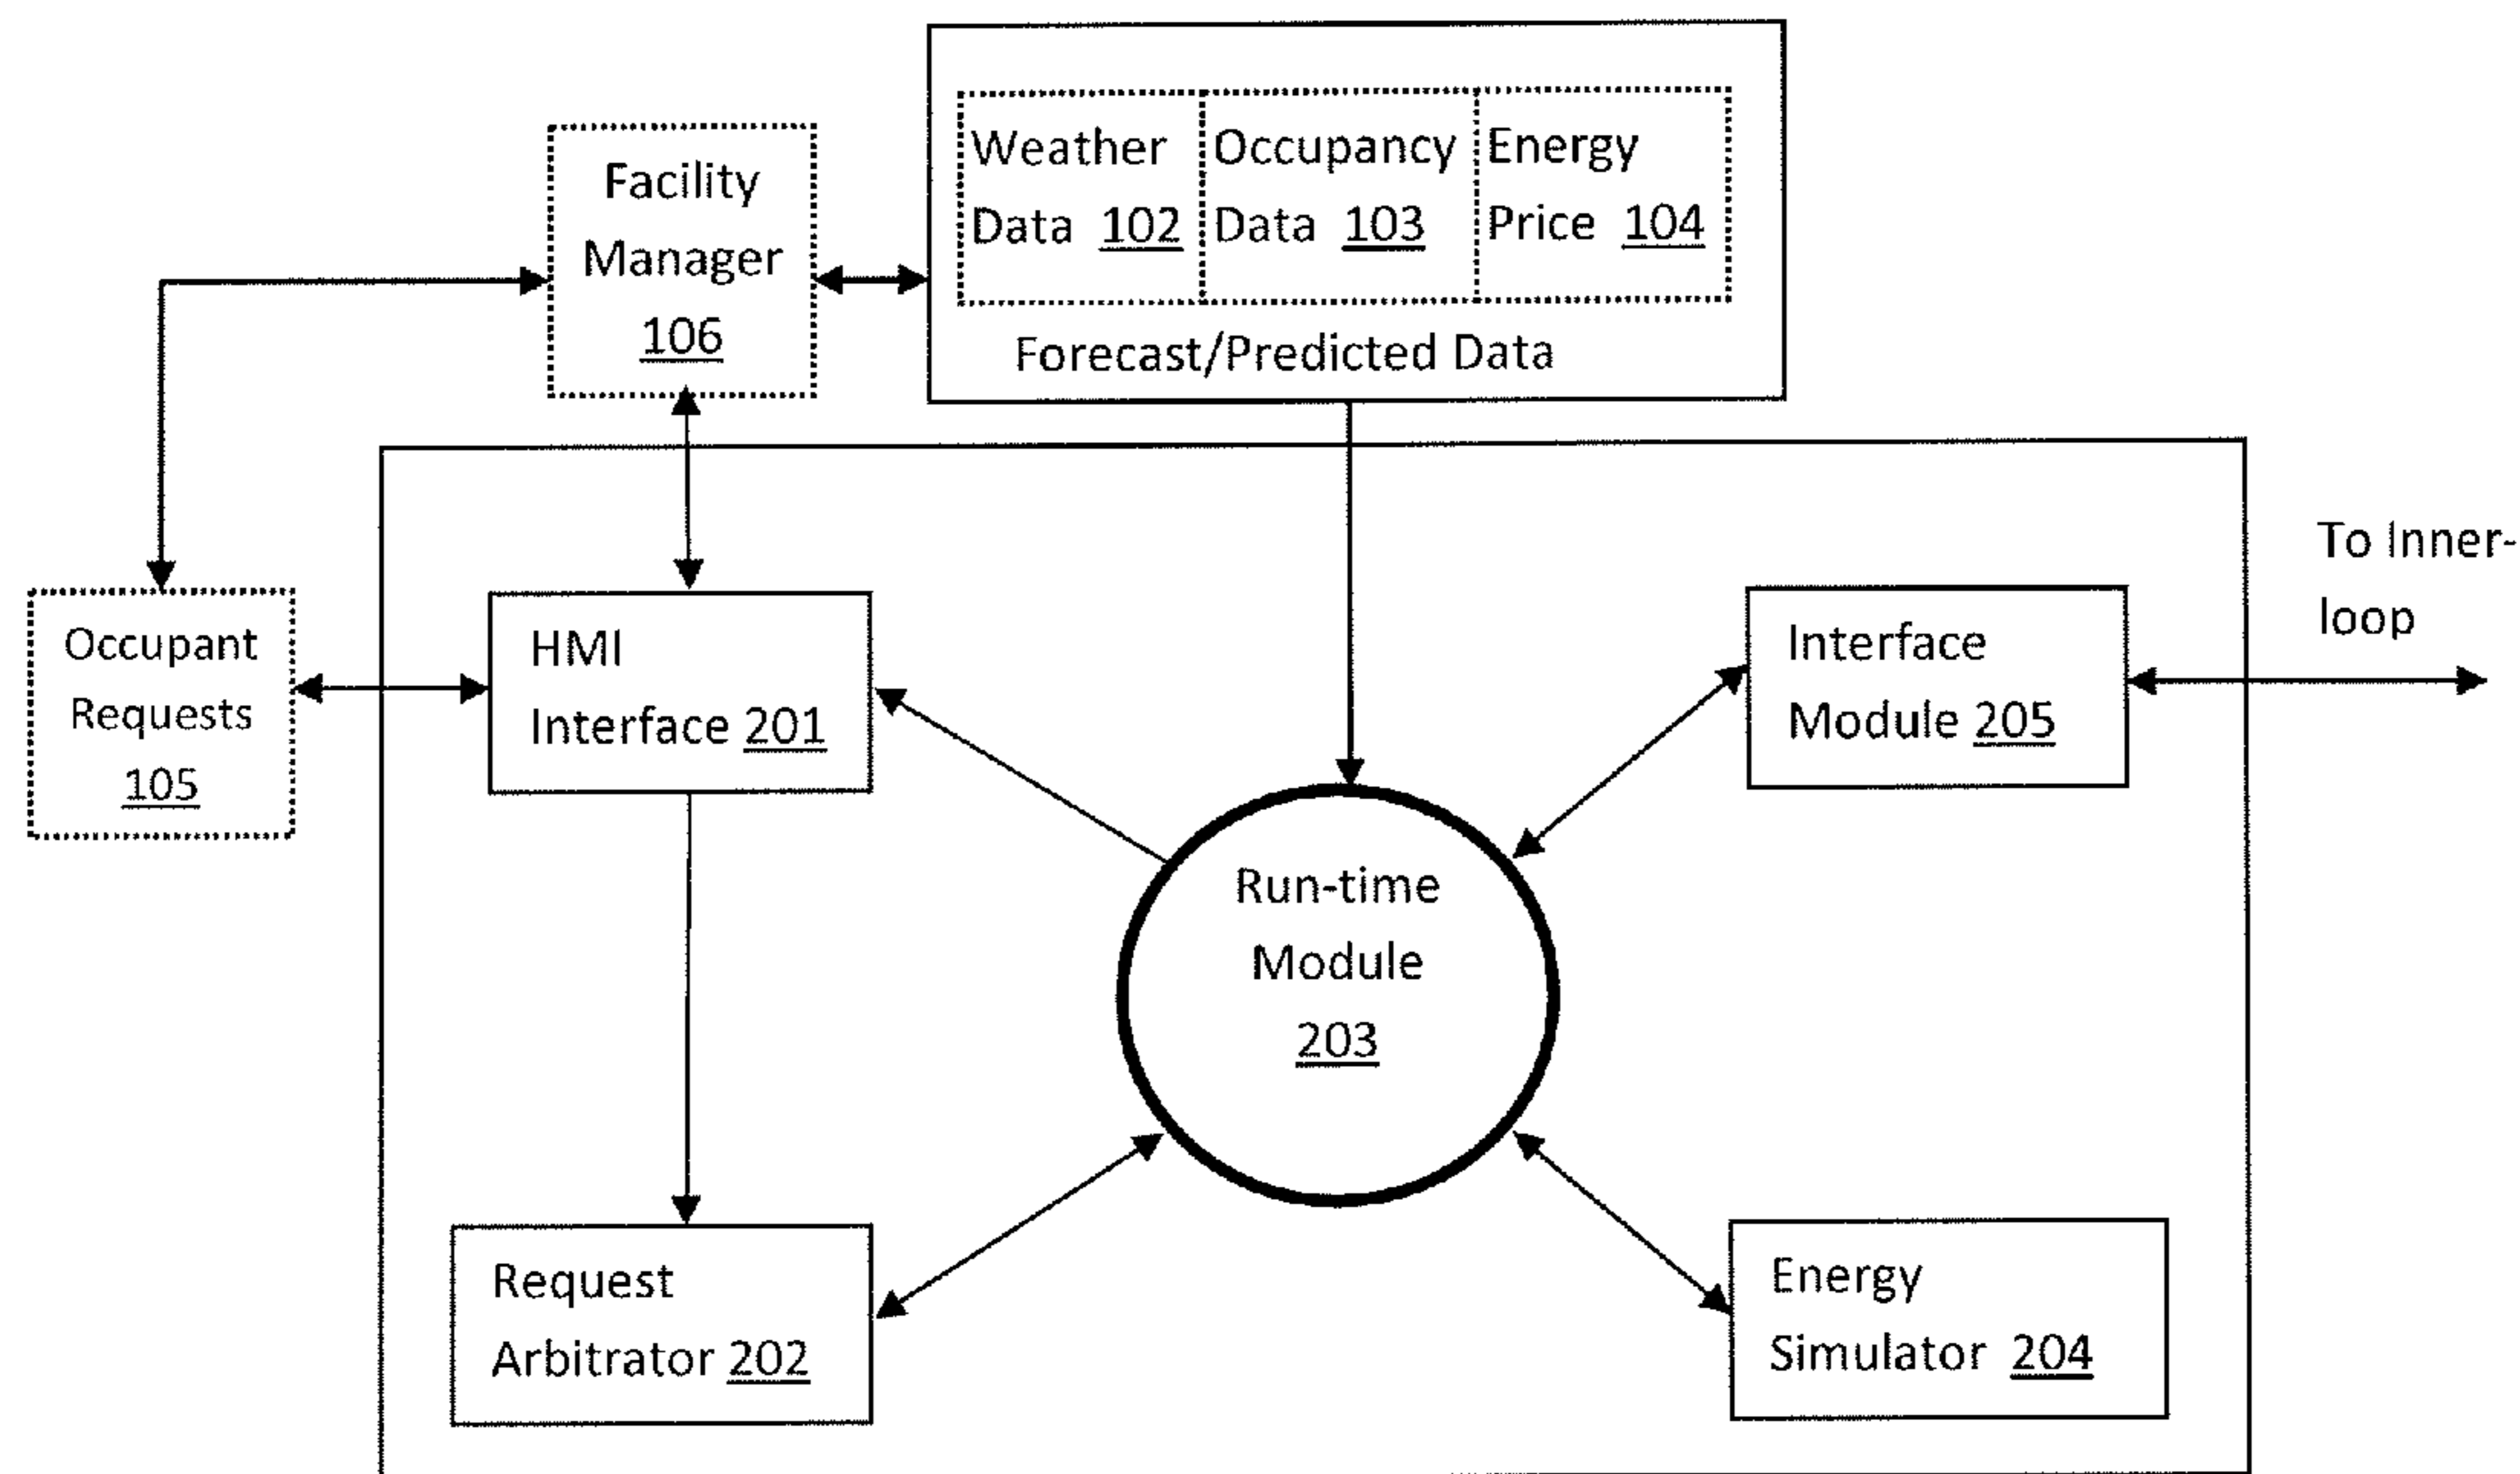 Facility
Manager
106
Weather
Data 102
Occupancy
Data 103
Energy
Price 104
Forecast/Predicted Data
Occupant
Requests
105
HMI
Interface 201
Interface
Module 205
To Inner-
loop
Run-time
Module
203
Request
Arbitrator 202
Energy
Simulator 204